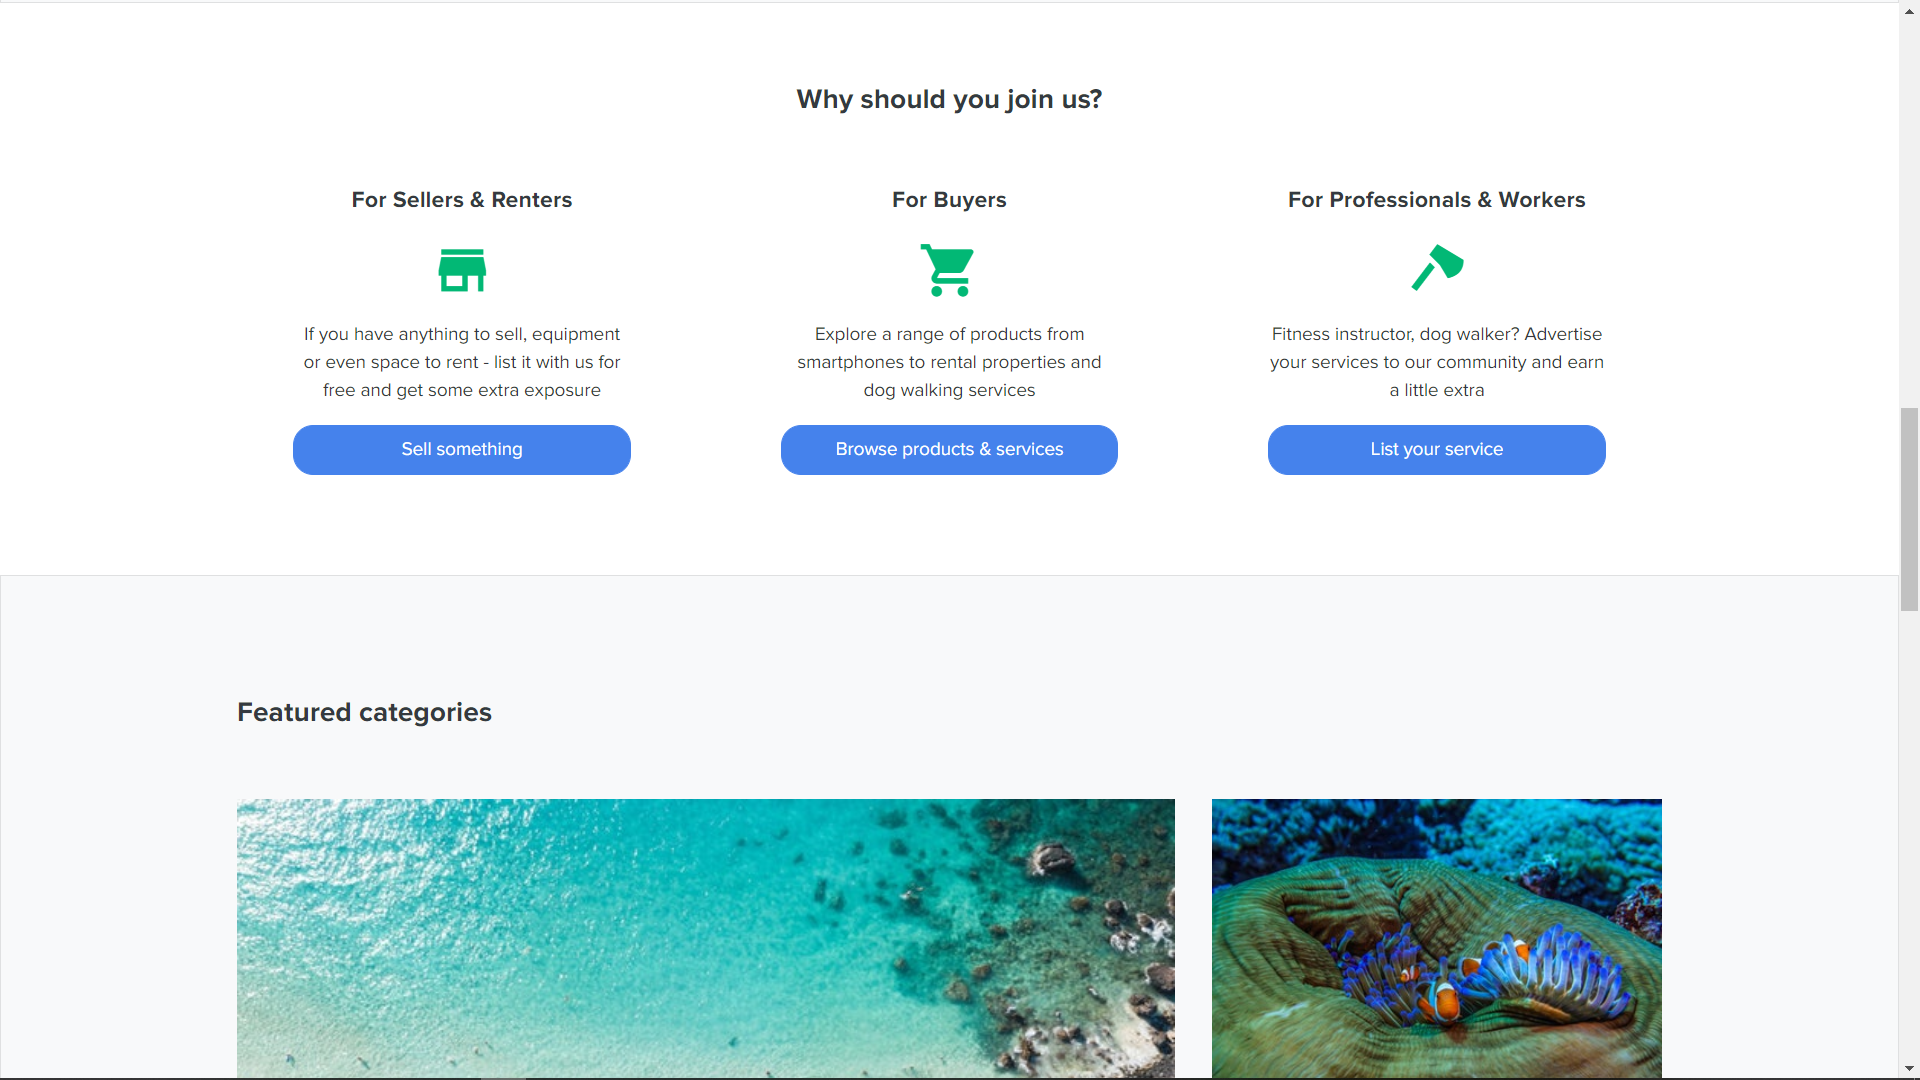 Why should you join us?
For Sellers & Renters
If you have anything to sell, equipment
or even space to rent - list it with us for
free and get some extra exposure
Sell something
For Buyers
Explore a range of products from
smartphones to rental properties and
dog walking services
Browse products & services
For Professionals & Workers
Fitness instructor, dog walker? Advertise
your services to our community and earn
a little extra
List your service
Featured categories